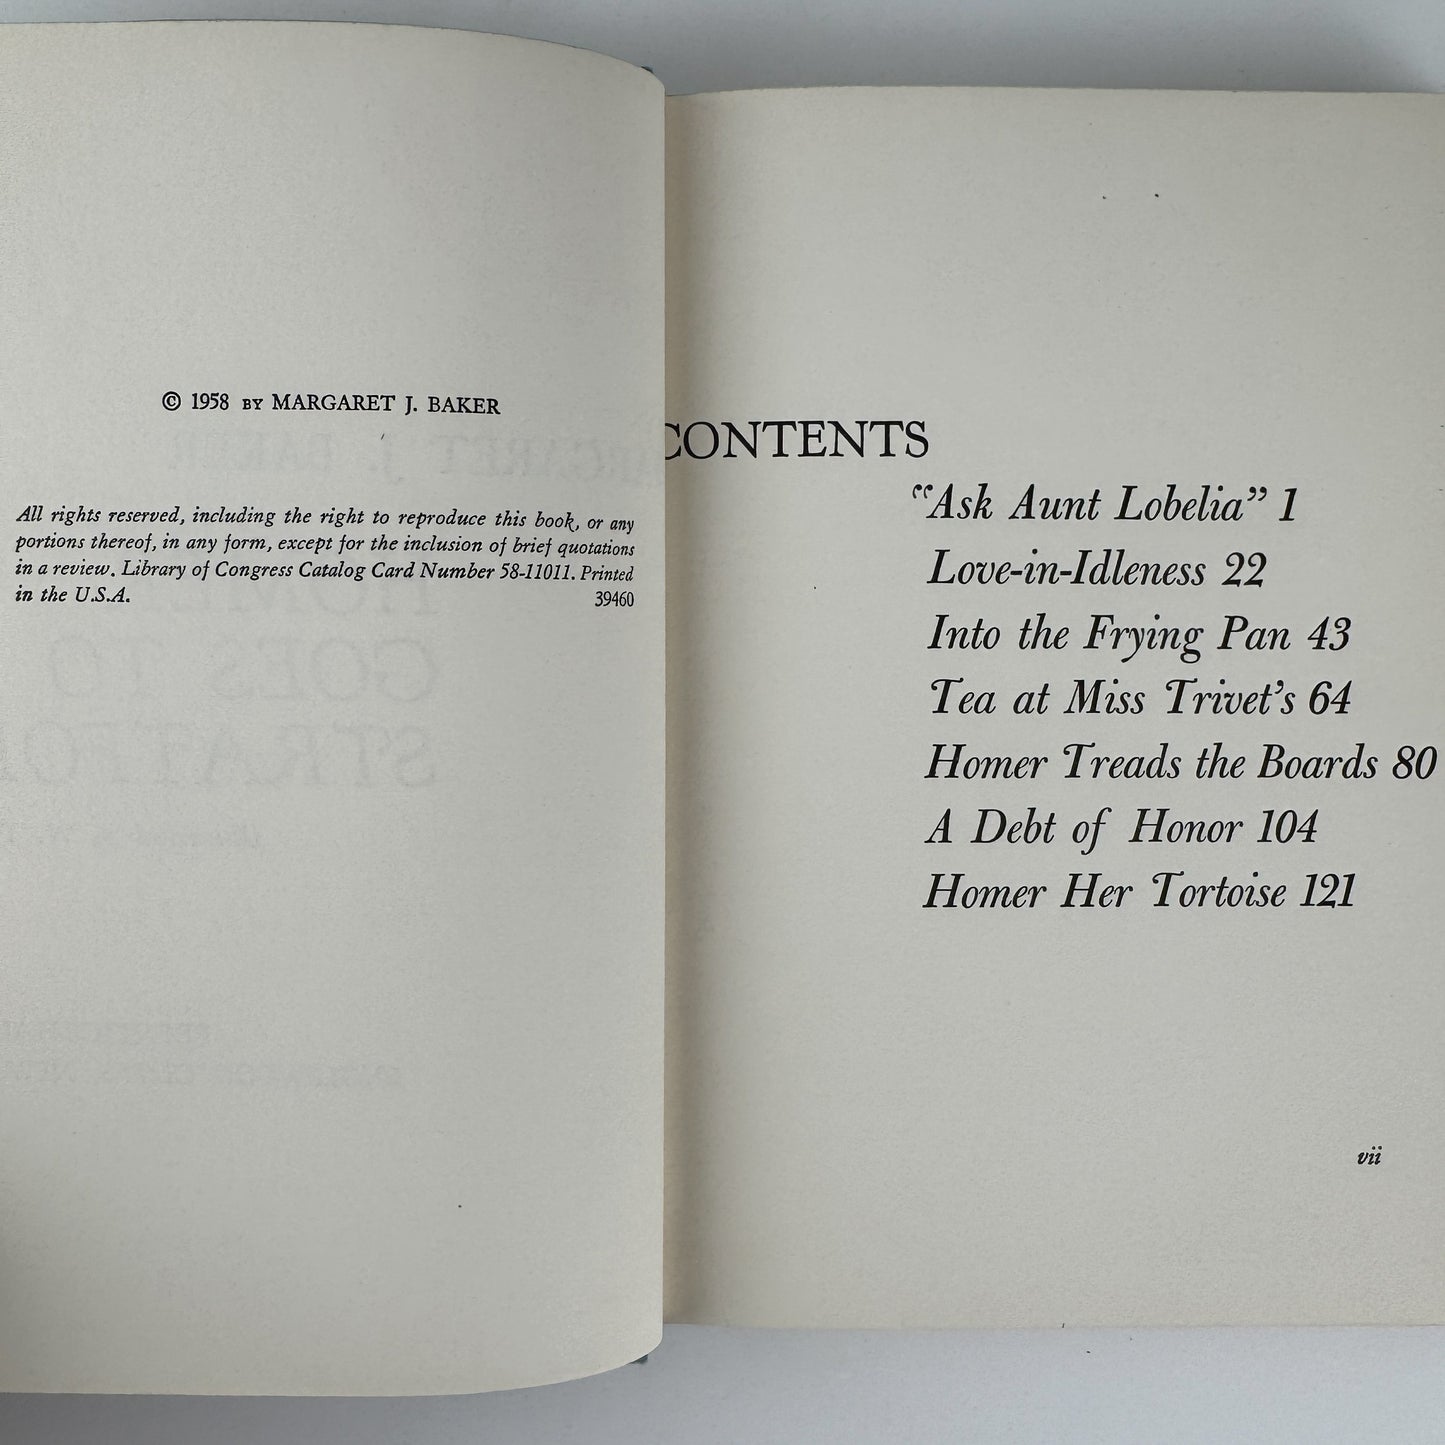 © 1958 BY MARGARET J. BAKER
All rights reserved, including the right to reproduce this book, or any
portions thereof, in any form, except for the inclusion of brief quotations
in a review. Library of Congress Catalog Card Number 58-11011. Printed
in the U.S.A. 39460
CONTENTS
“Ask Aunt Lobelia” 1
Love-in-Idleness 22
Into the Frying Pan 43
Tea at Miss Trivet’s 64
Homer Treads the Boards 80
A Debt of Honor 104
Homer Her Tortoise 121
vii